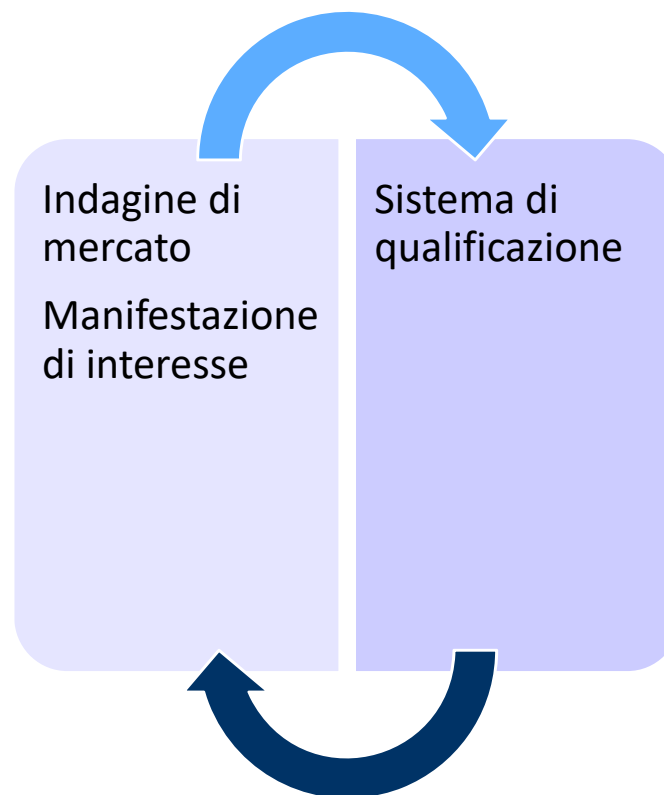 Indagine di
mercato
Manifestazione
di interesse
Sistema di
qualificazione